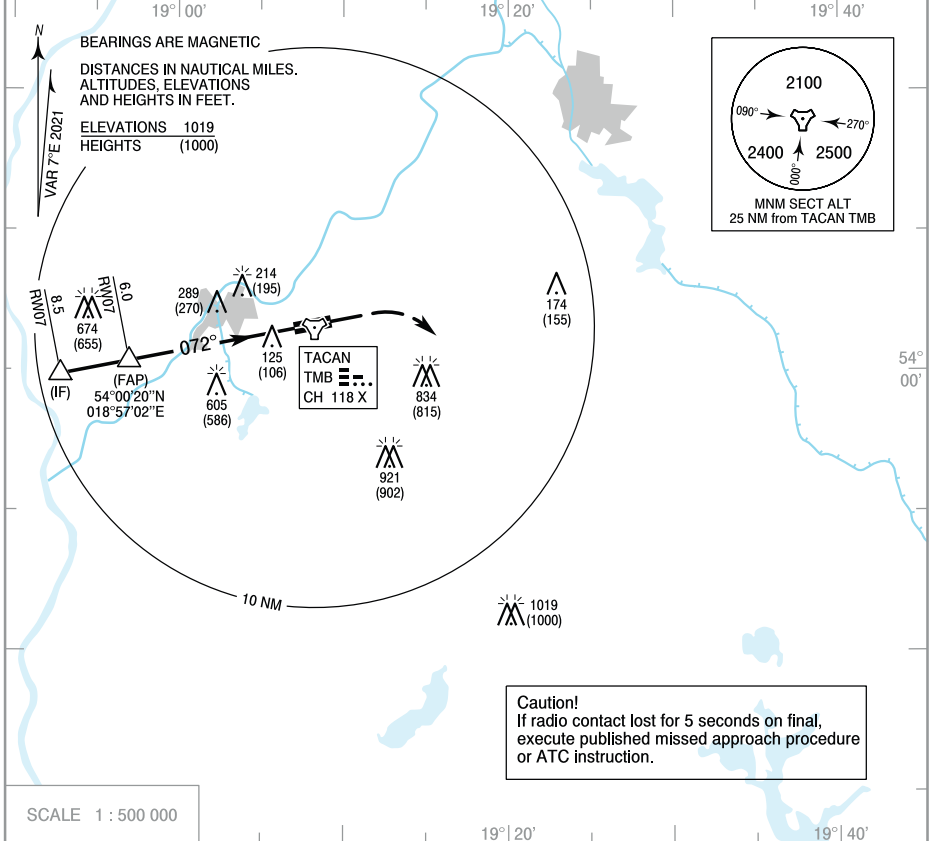 19° 00'
19° 20'
19° 40'
N
VAR 7°E 2021
BEARINGS ARE MAGNETIC
DISTANCES IN NAUTICAL MILES.
ALTITUDES, ELEVATIONS
AND HEIGHTS IN FEET.
ELEVATIONS 1019
HEIGHTS (1000)
2100
090°
270°
2400
2500
000°
MNM SECT ALT
25 NM from TACAN TMB
8.5
RW07
674
(655)
6.0
RW07
289
(270)
214
(195)
174
(155)
072°
125
(106)
(IF)
(FAP)
54°00'20"N
018°57'02"E
605
(586)
TACAN
TMB
CH 118 X
834
(815)
54°
00'
921
(902)
10 NM
1019
(1000)
Caution!
If radio contact lost for 5 seconds on final,
execute published missed approach procedure
or ATC instruction.
SCALE 1 : 500 000
19° 20'
19° 40'